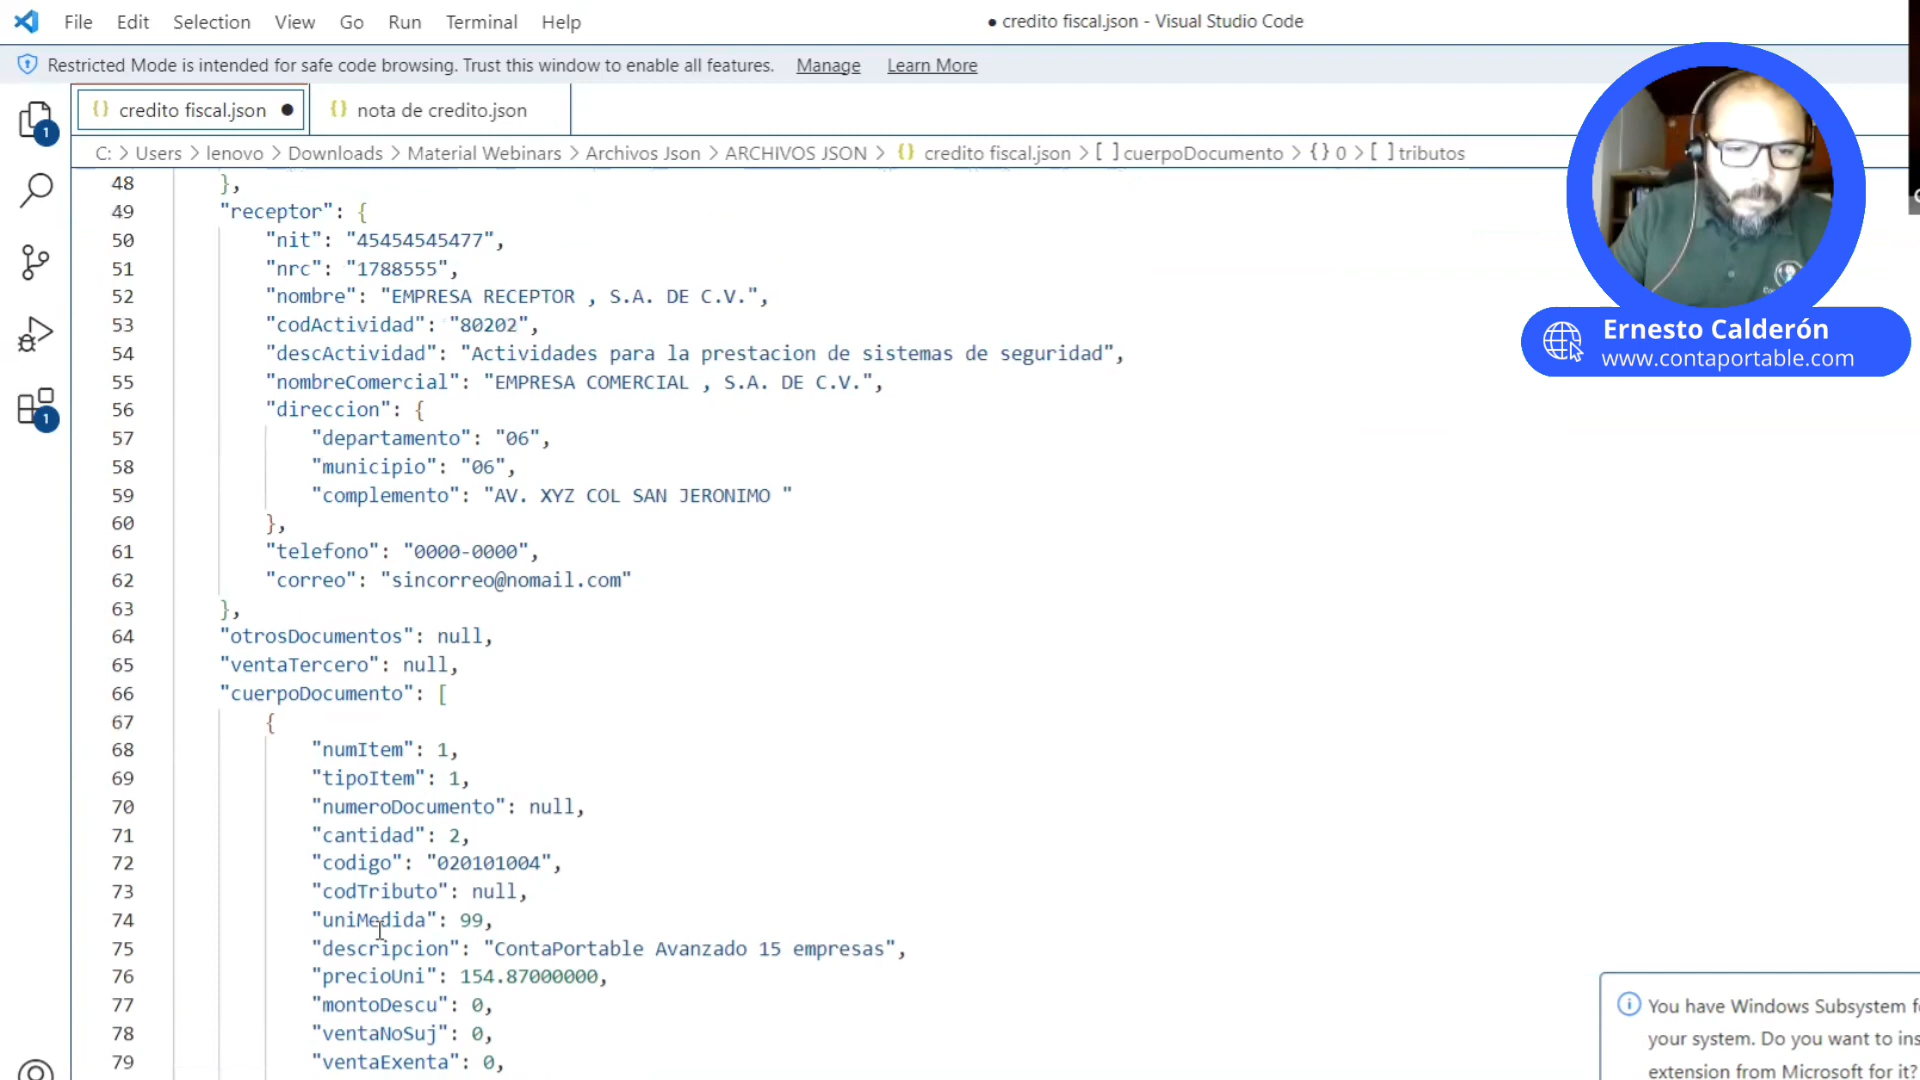 File Edit Selection View Go Run Terminal Help
● credito fiscal.json - Visual Studio Code
Restricted Mode is intended for safe code browsing. Trust this window to enable all features. Manage Learn More
{} credito fiscal.json ●
{} nota de credito.json
C: > Users > lenovo > Downloads > Material Webinars > Archivos Json > ARCHIVOS JSON > {} credito fiscal.json > [ ] cuerpoDocumento > {} 0 > [ ] tributos
1
1
48 },
49 "receptor": {
50 "nit": "45454545477",
51 "nrc": "1788555",
52 "nombre": "EMPRESA RECEPTOR , S.A. DE C.V.",
53 "codActividad": "80202",
54 "descActividad": "Actividades para la prestacion de sistemas de seguridad",
55 "nombreComercial": "EMPRESA COMERCIAL , S.A. DE C.V.",
56 "direccion": {
57 "departamento": "06",
58 "municipio": "06",
59 "complemento": "AV. XYZ COL SAN JERONIMO "
60 },
61 "telefono": "0000-0000",
62 "correo": "sincorreo@nomail.com"
63 },
64 "otrosDocumentos": null,
65 "ventaTercero": null,
66 "cuerpoDocumento": [
67 {
68 "numItem": 1,
69 "tipoItem": 1,
70 "numeroDocumento": null,
71 "cantidad": 2,
72 "codigo": "020101004",
73 "codTributo": null,
74 "uniMedida": 99,
75 "descripcion": "ContaPortable Avanzado 15 empresas",
76 "precioUni": 154.87000000,
77 "montoDescu": 0,
78 "ventaNoSuj": 0,
79 "ventaExenta": 0,
Ernesto Calderón
www.contaportable.com
You have Windows Subsystem
your system. Do you want to
extension from Microsoft for it?